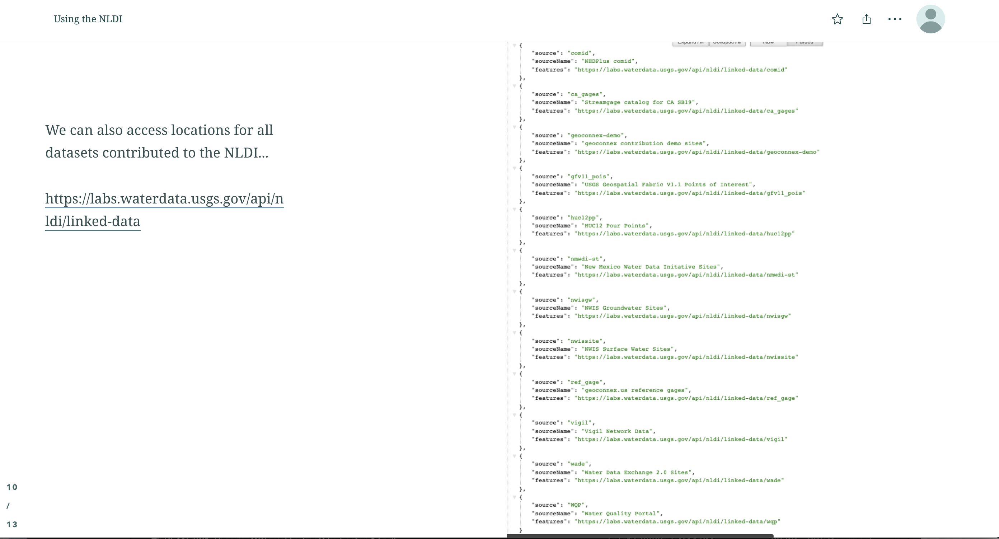 Using the NLDI
We can also access locations for all
datasets contributed to the NLDI...
https://labs.waterdata.usgs.gov/api/n
ldi/linked-data
10
/
13
Expand All Collapse All Raw Parsed
{
"source": "comid",
"sourceName": "NHDPlus comid",
"features": "https://labs.waterdata.usgs.gov/api/nldi/linked-data/comid"
},
{
"source": "ca_gages",
"sourceName": "Streamgage catalog for CA SB19",
"features": "https://labs.waterdata.usgs.gov/api/nldi/linked-data/ca_gages"
},
{
"source": "geoconnex-demo",
"sourceName": "geoconnex contribution demo sites",
"features": "https://labs.waterdata.usgs.gov/api/nldi/linked-data/geoconnex-demo"
},
{
"source": "gfv11_pois",
"sourceName": "USGS Geospatial Fabric V1.1 Points of Interest",
"features": "https://labs.waterdata.usgs.gov/api/nldi/linked-data/gfv11_pois"
},
{
"source": "huc12pp",
"sourceName": "HUC12 Pour Points",
"features": "https://labs.waterdata.usgs.gov/api/nldi/linked-data/huc12pp"
},
{
"source": "nmwdi-st",
"sourceName": "New Mexico Water Data Initative Sites",
"features": "https://labs.waterdata.usgs.gov/api/nldi/linked-data/nmwdi-st"
},
{
"source": "nwisgw",
"sourceName": "NWIS Groundwater Sites",
"features": "https://labs.waterdata.usgs.gov/api/nldi/linked-data/nwisgw"
},
{
"source": "nwissite",
"sourceName": "NWIS Surface Water Sites",
"features": "https://labs.waterdata.usgs.gov/api/nldi/linked-data/nwissite"
},
{
"source": "ref_gage",
"sourceName": "geoconnex.us reference gages",
"features": "https://labs.waterdata.usgs.gov/api/nldi/linked-data/ref_gage"
},
{
"source": "vigil",
"sourceName": "Vigil Network Data",
"features": "https://labs.waterdata.usgs.gov/api/nldi/linked-data/vigil"
},
{
"source": "wade",
"sourceName": "Water Data Exchange 2.0 Sites",
"features": "https://labs.waterdata.usgs.gov/api/nldi/linked-data/wade"
},
{
"source": "WQP",
"sourceName": "Water Quality Portal",
"features": "https://labs.waterdata.usgs.gov/api/nldi/linked-data/wqp"
}